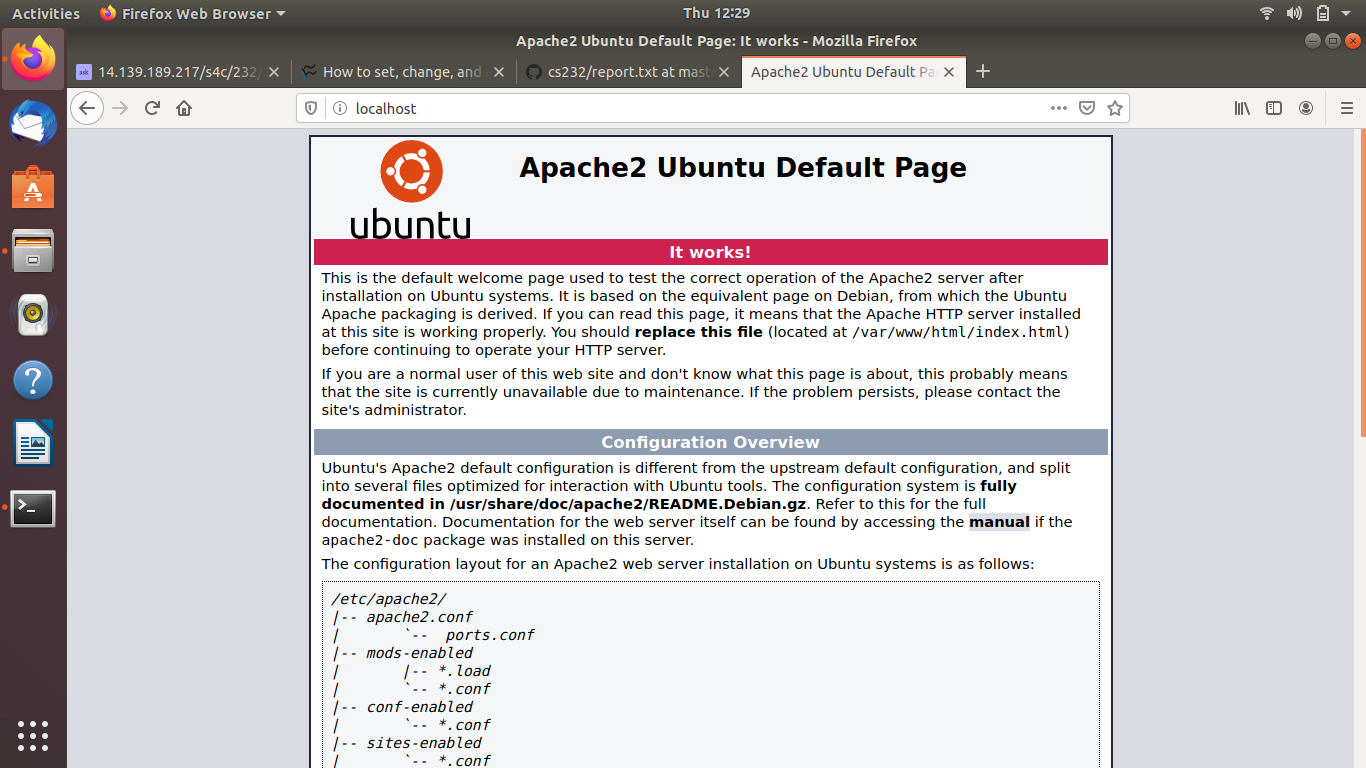 Activities Firefox Web Browser Thu 12:29
Apache2 Ubuntu Default Page: It works - Mozilla Firefox
14.139.189.217/s4c/232/ How to set, change, and cs232/report.txt at mast Apache2 Ubuntu Default Pa
localhost
ubuntu
Apache2 Ubuntu Default Page
It works!
This is the default welcome page used to test the correct operation of the Apache2 server after
installation on Ubuntu systems. It is based on the equivalent page on Debian, from which the Ubuntu
Apache packaging is derived. If you can read this page, it means that the Apache HTTP server installed
at this site is working properly. You should replace this file (located at /var/www/html/index.html)
before continuing to operate your HTTP server.
If you are a normal user of this web site and don't know what this page is about, this probably means
that the site is currently unavailable due to maintenance. If the problem persists, please contact the
site's administrator.
Configuration Overview
Ubuntu's Apache2 default configuration is different from the upstream default configuration, and split
into several files optimized for interaction with Ubuntu tools. The configuration system is fully
documented in /usr/share/doc/apache2/README.Debian.gz. Refer to this for the full
documentation. Documentation for the web server itself can be found by accessing the manual if the
apache2-doc package was installed on this server.
The configuration layout for an Apache2 web server installation on Ubuntu systems is as follows:
/etc/apache2/
|-- apache2.conf
|       `--  ports.conf
|-- mods-enabled
|       |-- *.load
|       `-- *.conf
|-- conf-enabled
|       `-- *.conf
|-- sites-enabled
|       `-- *.conf